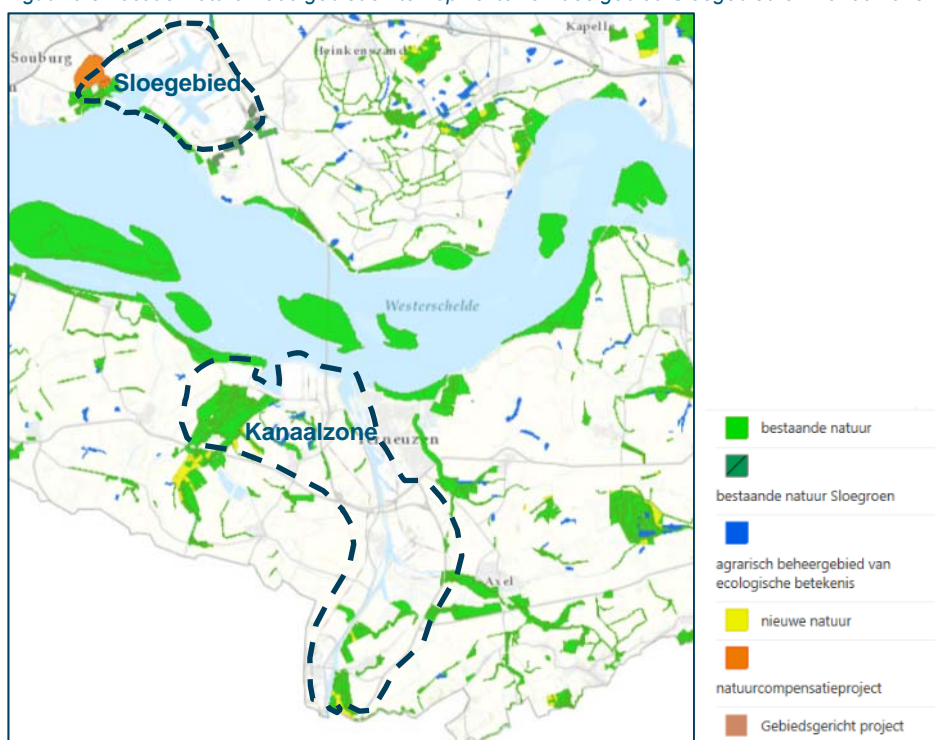 Souburg
Heinkenszand
Kapelle
Sloegebied
Westerschelde
Kanaalzone
rneuzen
Axel
bestaande natuur
bestaande natuur Sloegroen
agrarisch beheergebied van
ecologische betekenis
nieuwe natuur
natuurcompensatieproject
Gebiedsgericht project